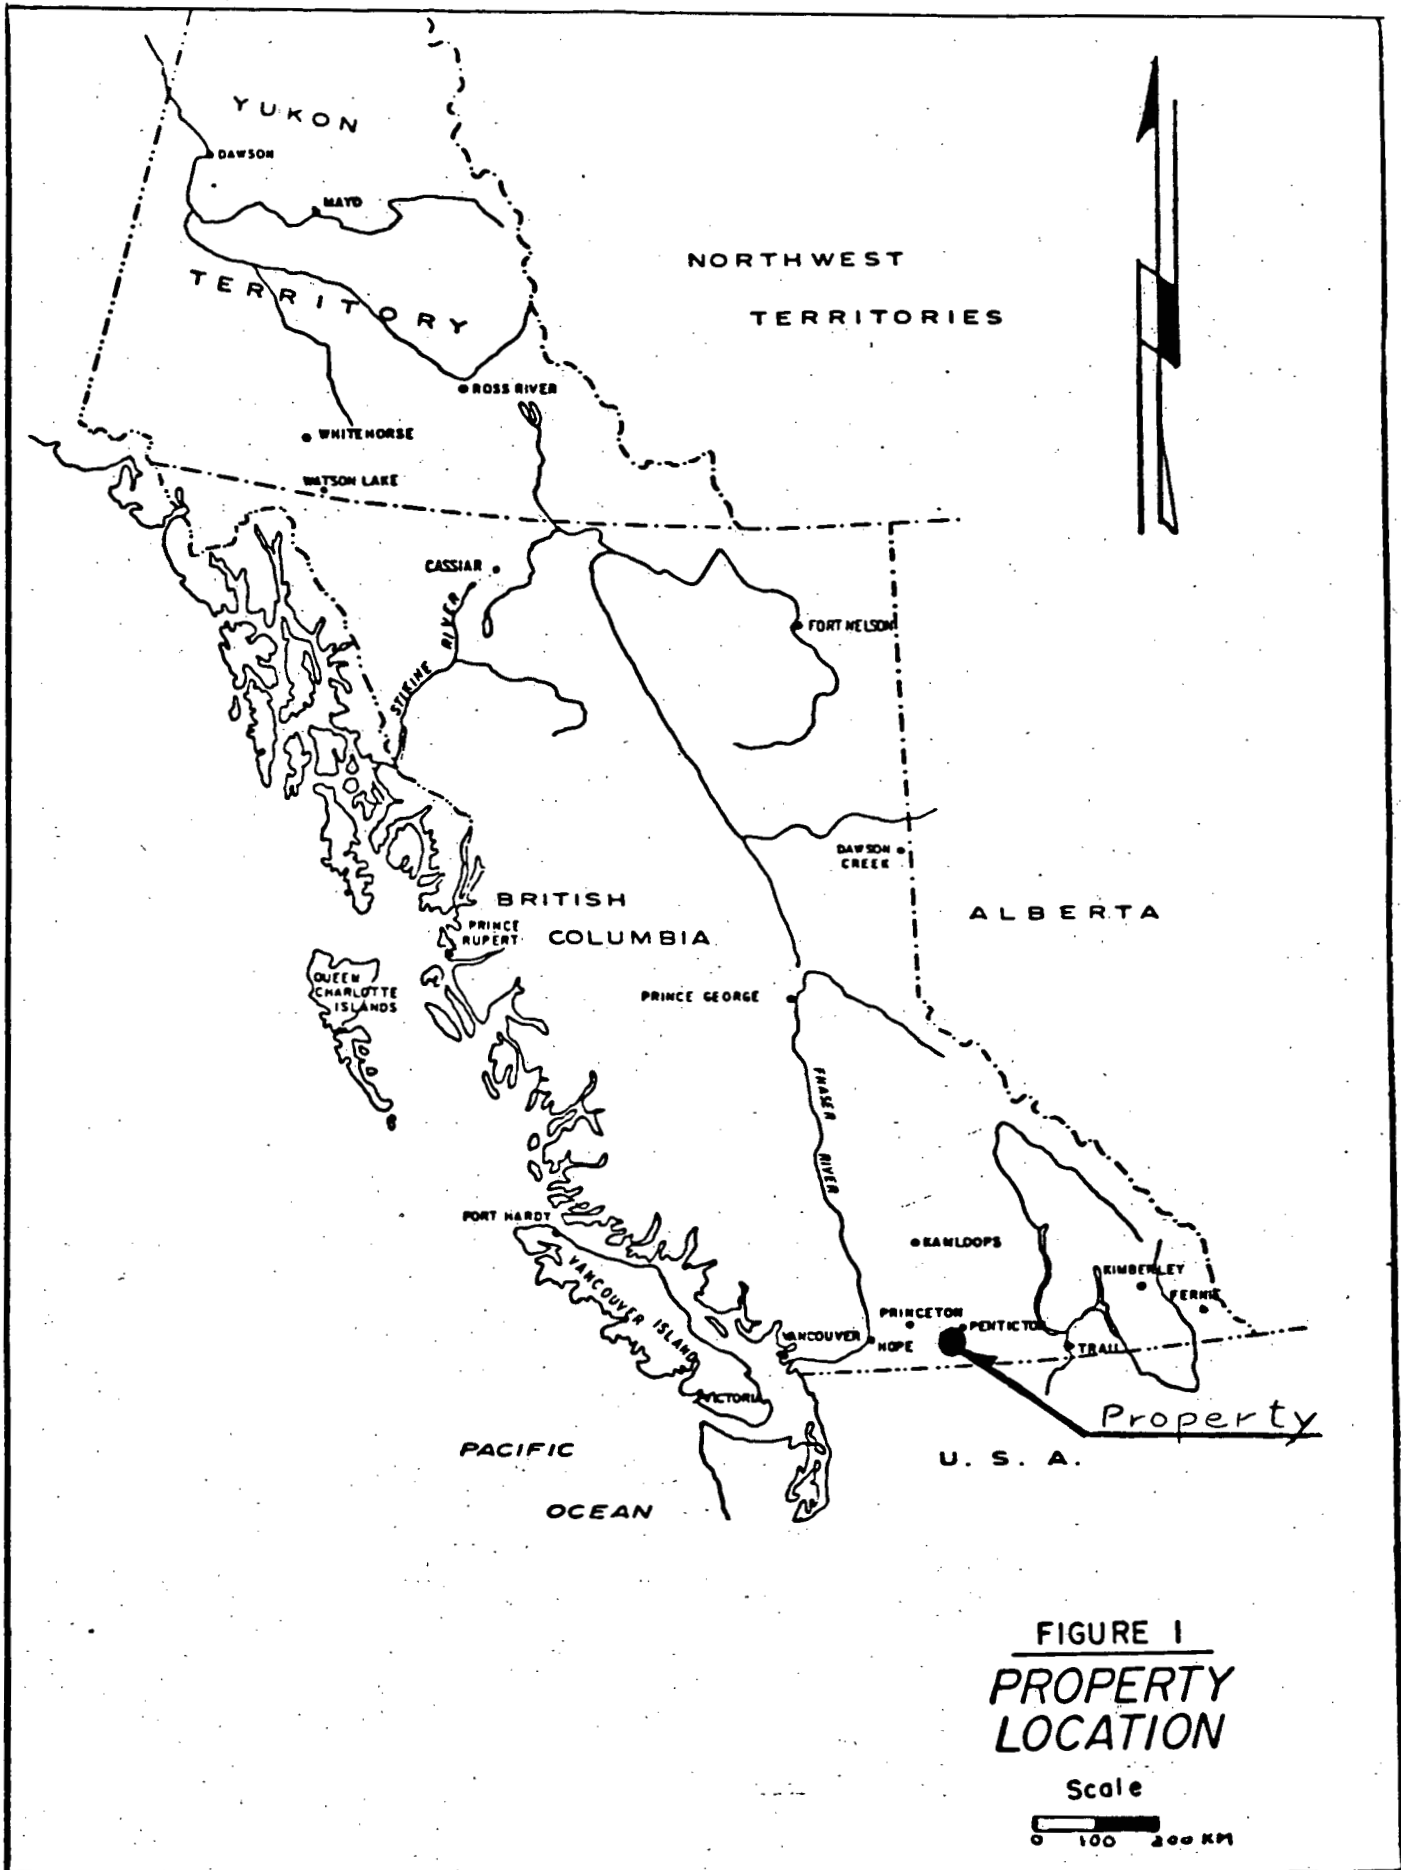 YUKON
DAWSON
MAYO
TERRITORY
NORTHWEST
TERRITORIES
ROSS RIVER
WHITEHORSE
WATSON LAKE
CASSIAR
STIKINE RIVER
FORT NELSON
DAWSON
CREEK
BRITISH
COLUMBIA
ALBERTA
PRINCE
RUPERT
QUEEN
CHARLOTTE
ISLANDS
PRINCE GEORGE
FRASER RIVER
PORT HARDY
VANCOUVER ISLAND
KAMLOOPS
KIMBERLEY
FERNIE
PRINCETON
PENTICTON
VANCOUVER
HOPE
TRAIL
VICTORIA
Property
PACIFIC
OCEAN
U. S. A.
FIGURE 1
PROPERTY
LOCATION
Scale
0 100 200 KM